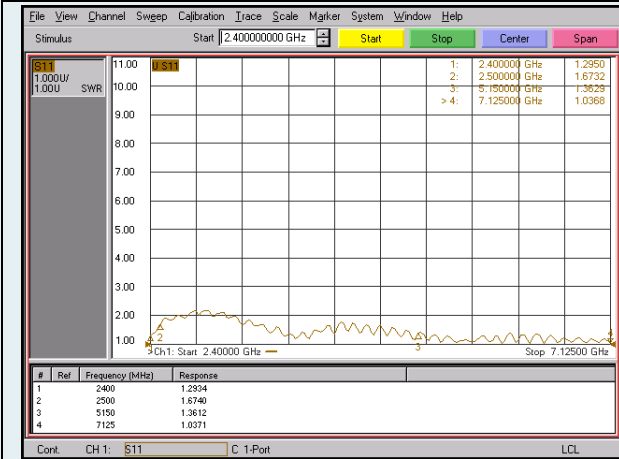 File View Channel Sweep Calibration Trace Scale Marker System Window Help
Stimulus Start 2.400000000 GHz Start Stop Center Span
S11
1.000U/
1.00U SWR
11.00
10.00
9.00
8.00
7.00
6.00
5.00
4.00
3.00
2.00
1.00
U S11
1: 2.400000 GHz 1.2950
2: 2.500000 GHz 1.6732
3: 5.150000 GHz 1.3629
> 4: 7.125000 GHz 1.0368
2
3
4
>Ch1: Start 2.40000 GHz Stop 7.12500 GHz
# Ref Frequency (MHz) Response
1 2400 1.2934
2 2500 1.6740
3 5150 1.3612
4 7125 1.0371
Cont. CH 1: S11 C 1-Port LCL